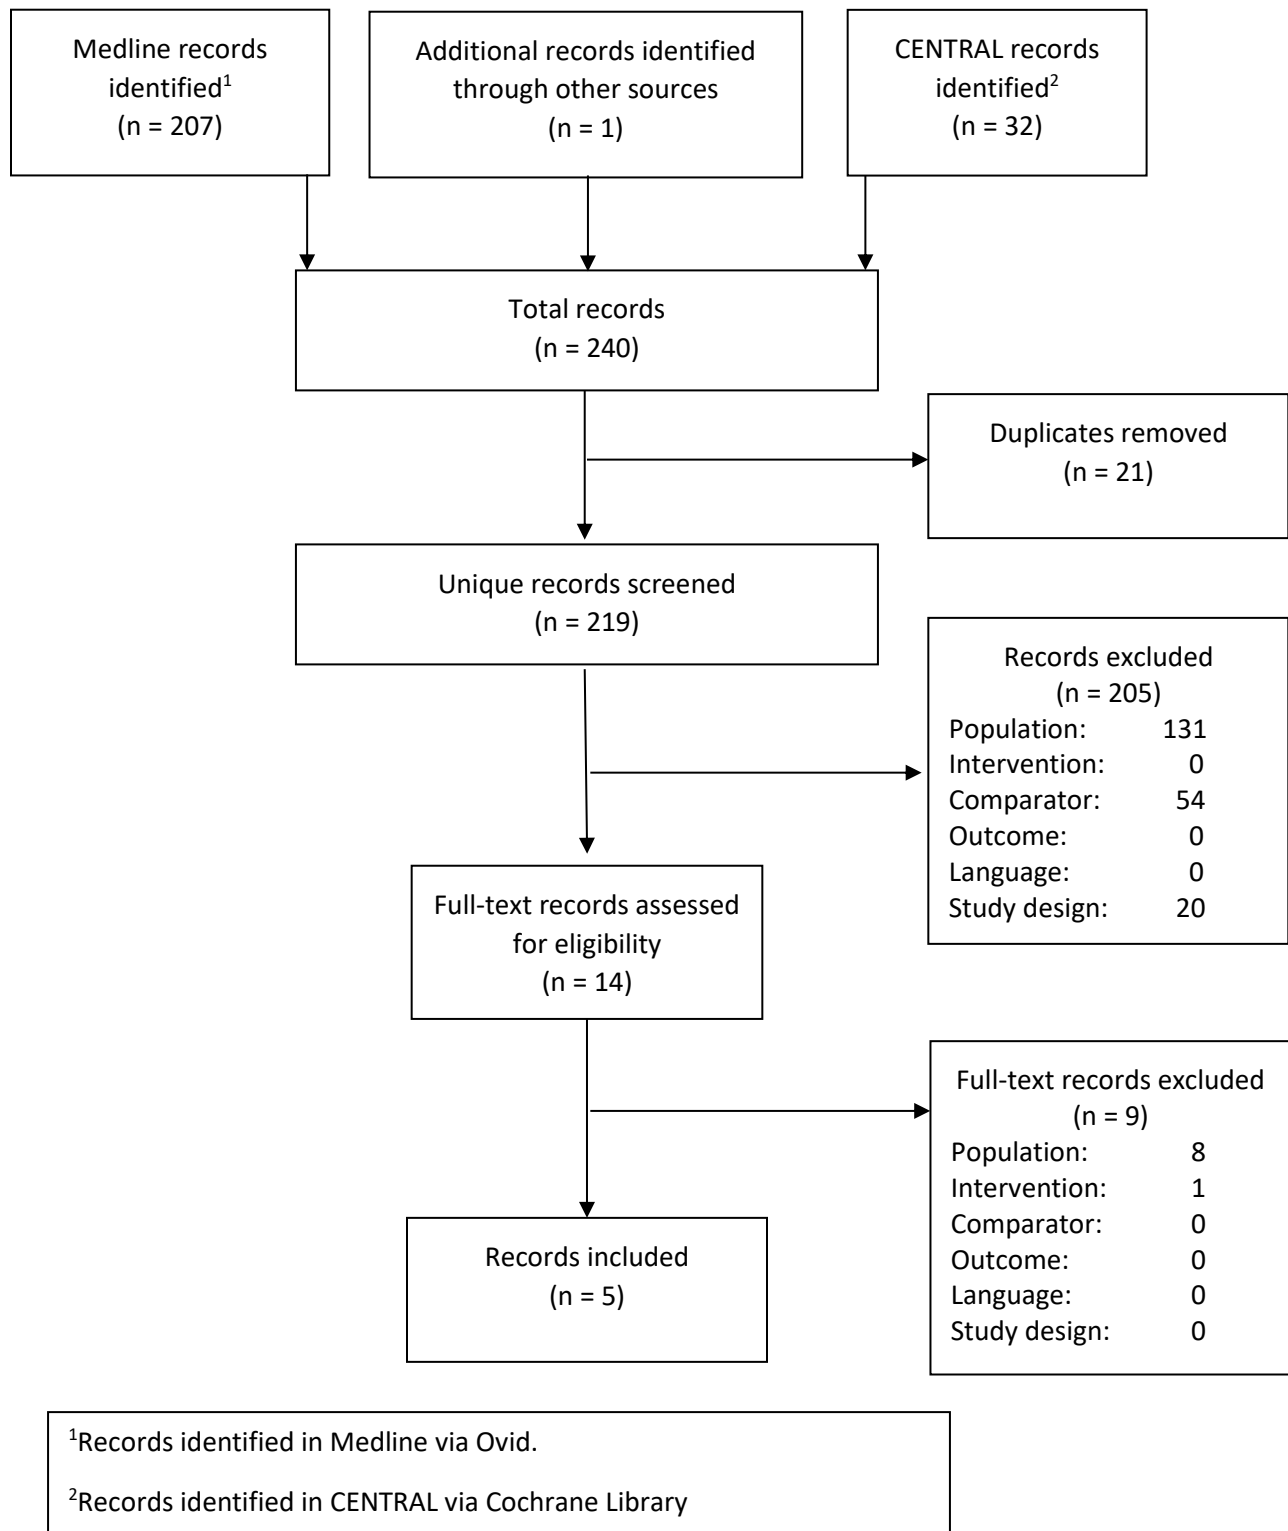 Medline records
identified¹
(n = 207)
Additional records identified
through other sources
(n = 1)
CENTRAL records
identified²
(n = 32)
Total records
(n = 240)
Duplicates removed
(n = 21)
Unique records screened
(n = 219)
Records excluded
(n = 205)
Population: 131
Intervention: 0
Comparator: 54
Outcome: 0
Language: 0
Study design: 20
Full-text records assessed
for eligibility
(n = 14)
Full-text records excluded
(n = 9)
Population: 8
Intervention: 1
Comparator: 0
Outcome: 0
Language: 0
Study design: 0
Records included
(n = 5)
¹Records identified in Medline via Ovid.
²Records identified in CENTRAL via Cochrane Library